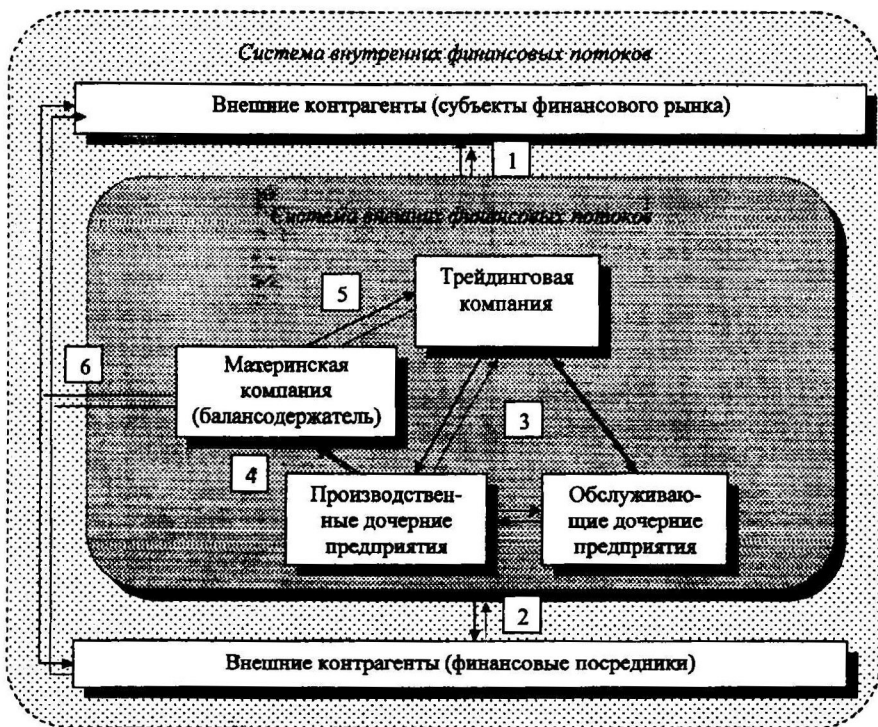 Система внутренних финансовых потоков
Внешние контрагенты (субъекты финансового рынка)
1
Система внешних финансовых потоков
Трейдинговая
компания
5
6
Материнская
компания
(балансодержатель)
3
4
Производствен-
ные дочерние
предприятия
Обслуживаю-
щие дочерние
предприятия
2
Внешние контрагенты (финансовые посредники)